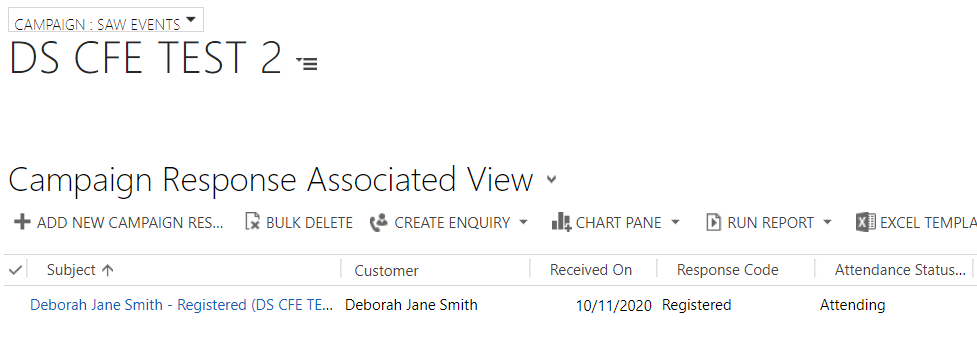 CAMPAIGN : SAW EVENTS
DS CFE TEST 2
Campaign Response Associated View
ADD NEW CAMPAIGN RES... BULK DELETE CREATE ENQUIRY CHART PANE RUN REPORT EXCEL TEMPLA
Subject Customer Received On Response Code Attendance Status...
Deborah Jane Smith - Registered (DS CFE TE... Deborah Jane Smith 10/11/2020 Registered Attending